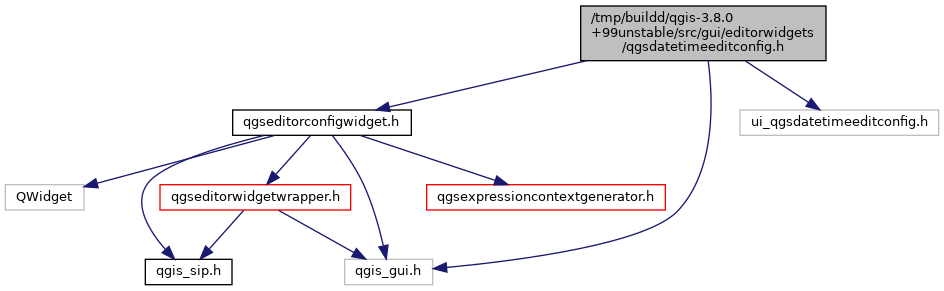 /tmp/buildd/qgis-3.8.0
+99unstable/src/gui/editorwidgets
/qgsdatetimeeditconfig.h
qgseditorconfigwidget.h
ui_qgsdatetimeeditconfig.h
QWidget
qgseditorwidgetwrapper.h
qgsexpressioncontextgenerator.h
qgis_sip.h
qgis_gui.h